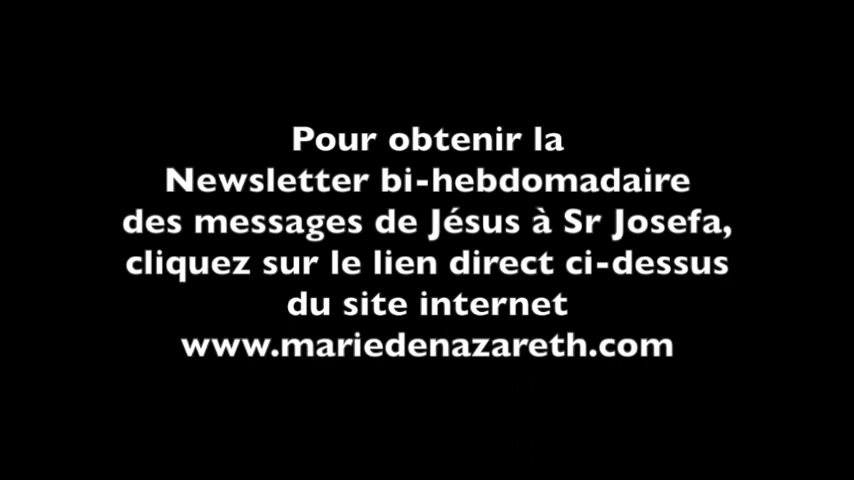 Pour obtenir la
Newsletter bi-hebdomadaire
des messages de Jésus à Sr Josefa,
cliquez sur le lien direct ci-dessus
du site internet
www.mariedenazareth.com